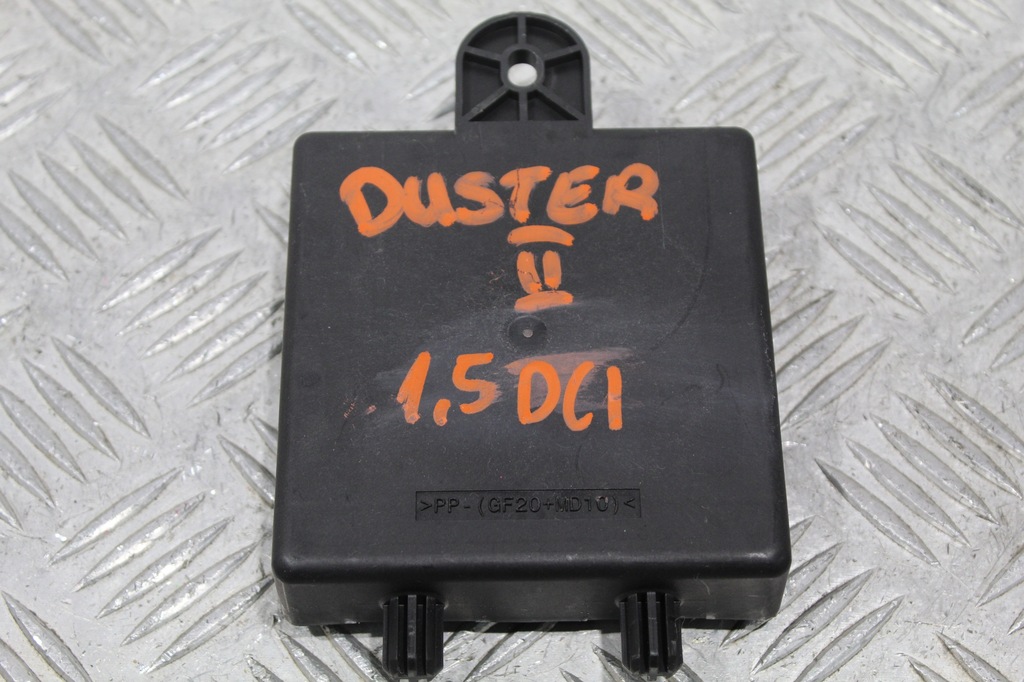 DUSTER
II
1,5 DCI
>PP-(GF20+MD10)<